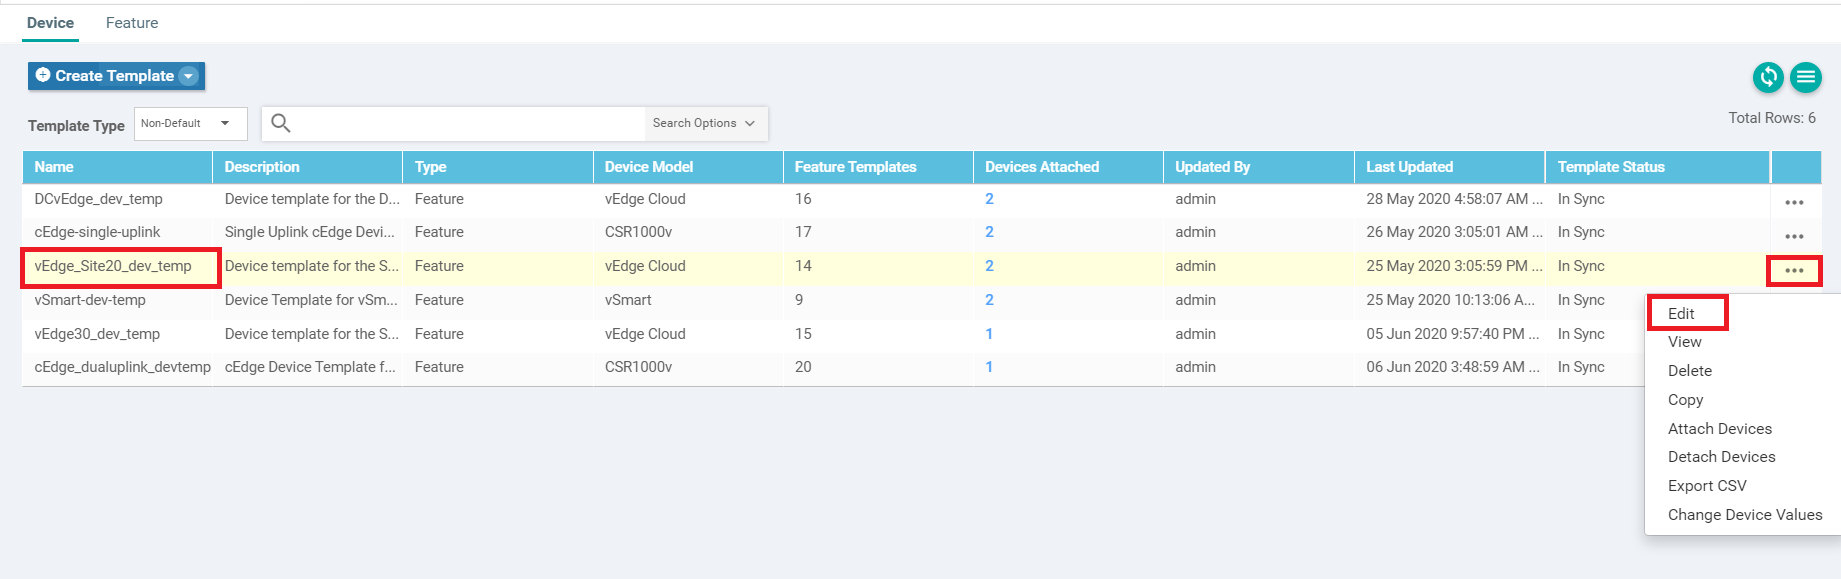 Device Feature
Create Template
Template Type Non-Default Search Options
Total Rows: 6
Name Description Type Device Model Feature Templates Devices Attached Updated By Last Updated Template Status
DCvEdge_dev_temp Device template for the D... Feature vEdge Cloud 16 2 admin 28 May 2020 4:58:07 AM ... In Sync
cEdge-single-uplink Single Uplink cEdge Devi... Feature CSR1000v 17 2 admin 26 May 2020 3:05:01 AM ... In Sync
vEdge_Site20_dev_temp Device template for the S... Feature vEdge Cloud 14 2 admin 25 May 2020 3:05:59 PM ... In Sync
vSmart-dev-temp Device Template for vSm... Feature vSmart 9 2 admin 25 May 2020 10:13:06 A... In Sync
vEdge30_dev_temp Device template for the S... Feature vEdge Cloud 15 1 admin 05 Jun 2020 9:57:40 PM ... In Sync
cEdge_dualuplink_devtemp cEdge Device Template f... Feature CSR1000v 20 1 admin 06 Jun 2020 3:48:59 AM ... In Sync
Edit
View
Delete
Copy
Attach Devices
Detach Devices
Export CSV
Change Device Values